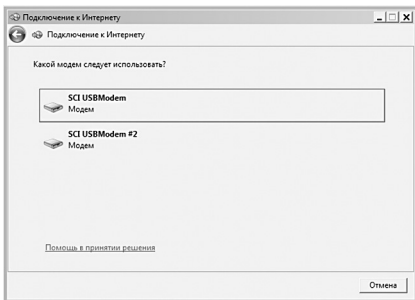 Подключение к Интернету
Подключение к Интернету
Какой модем следует использовать?
SCI USBModem
Модем
SCI USBModem #2
Модем
Помощь в принятии решения
Отмена